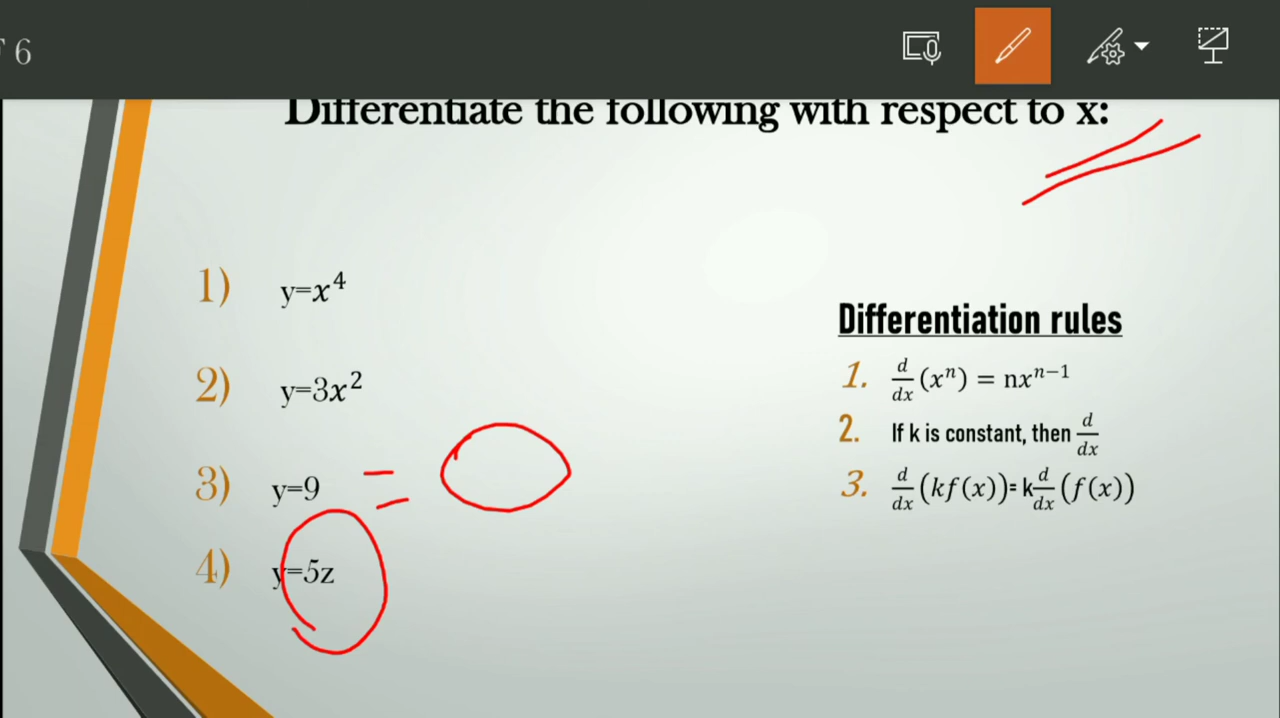 6
Differentiate the following with respect to x:
1) y=x⁴
2) y=3x²
3) y=9 =
4) y=5z
Differentiation rules
1. d/dx (xⁿ) = nxⁿ⁻¹
2. If k is constant, then d/dx
3. d/dx (kf(x))= k d/dx (f(x))